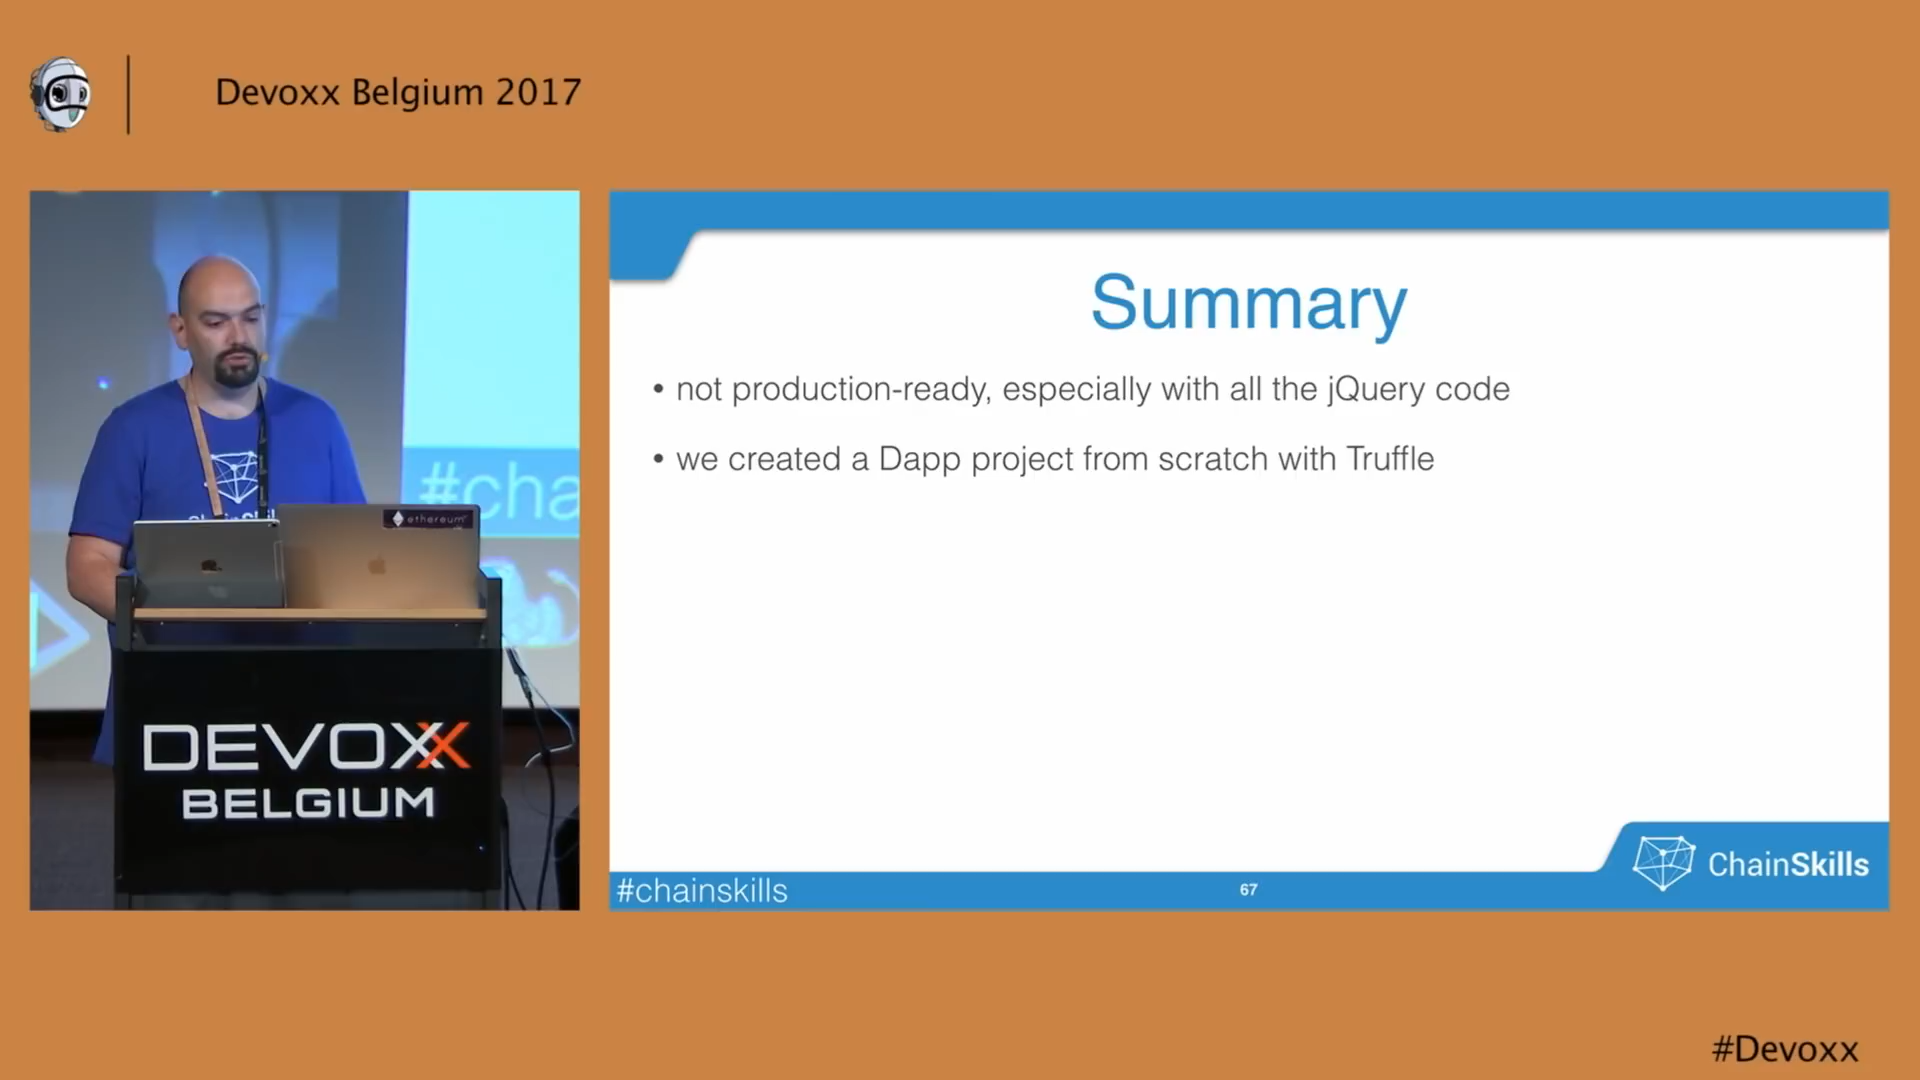 Devoxx Belgium 2017
#cha
ethereum
DEVOXX
BELGIUM
Summary
• not production-ready, especially with all the jQuery code
• we created a Dapp project from scratch with Truffle
#chainskills
67
ChainSkills
#Devoxx